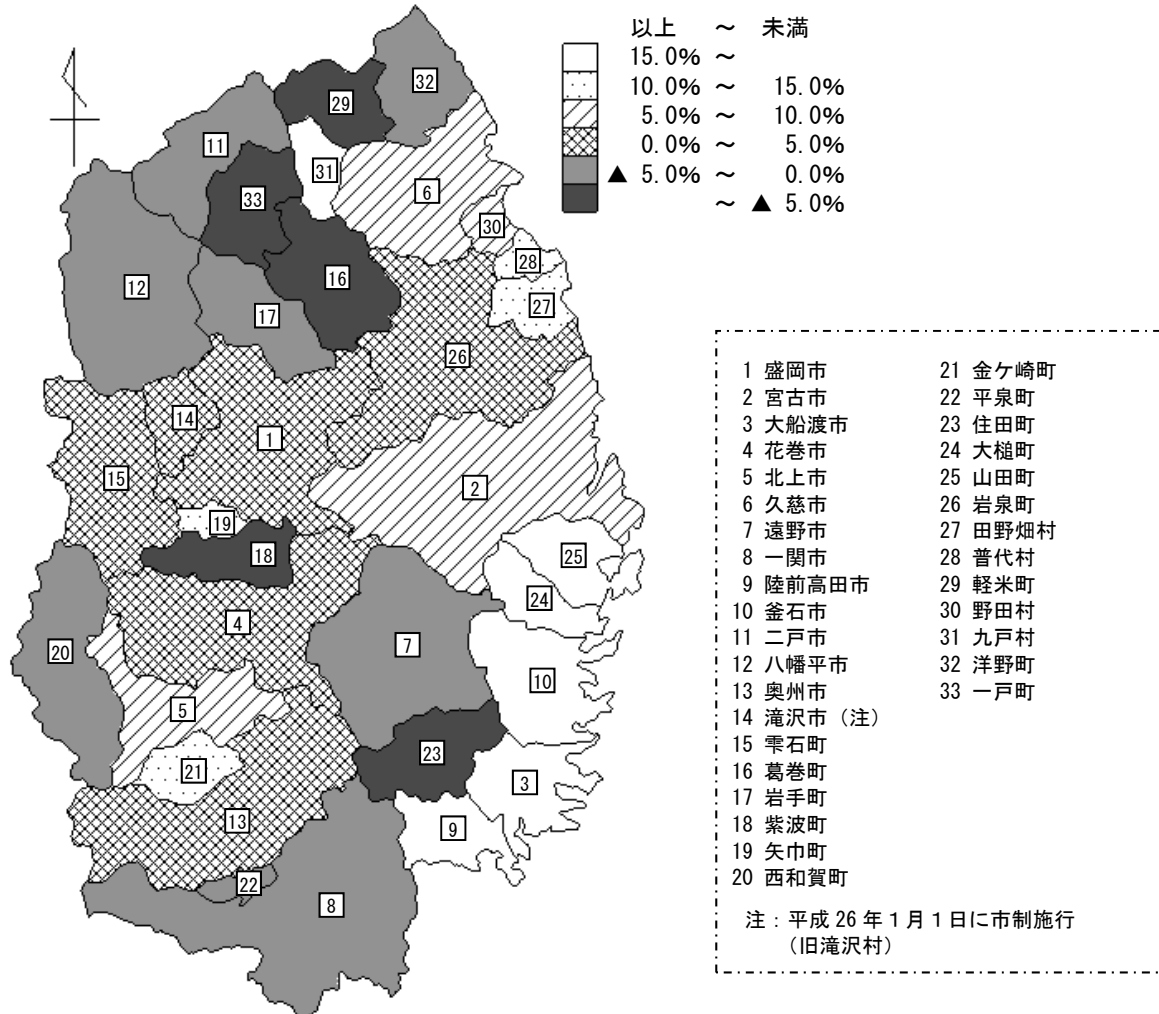 以上 ～ 未満
15.0% ～
10.0% ～ 15.0%
5.0% ～ 10.0%
0.0% ～ 5.0%
▲ 5.0% ～ 0.0%
～ ▲ 5.0%
32
29
11
31
33
6
30
28
12
16
27
17
26
14
1
15
2
19
18
25
24
4
20
7
10
5
23
21
3
13
9
22
8
1 盛岡市
2 宮古市
3 大船渡市
4 花巻市
5 北上市
6 久慈市
7 遠野市
8 一関市
9 陸前高田市
10 釜石市
11 二戸市
12 八幡平市
13 奥州市
14 滝沢市（注）
15 雫石町
16 葛巻町
17 岩手町
18 紫波町
19 矢巾町
20 西和賀町
21 金ケ崎町
22 平泉町
23 住田町
24 大槌町
25 山田町
26 岩泉町
27 田野畑村
28 普代村
29 軽米町
30 野田村
31 九戸村
32 洋野町
33 一戸町
注：平成 26 年 1 月 1 日に市制施行
（旧滝沢村）